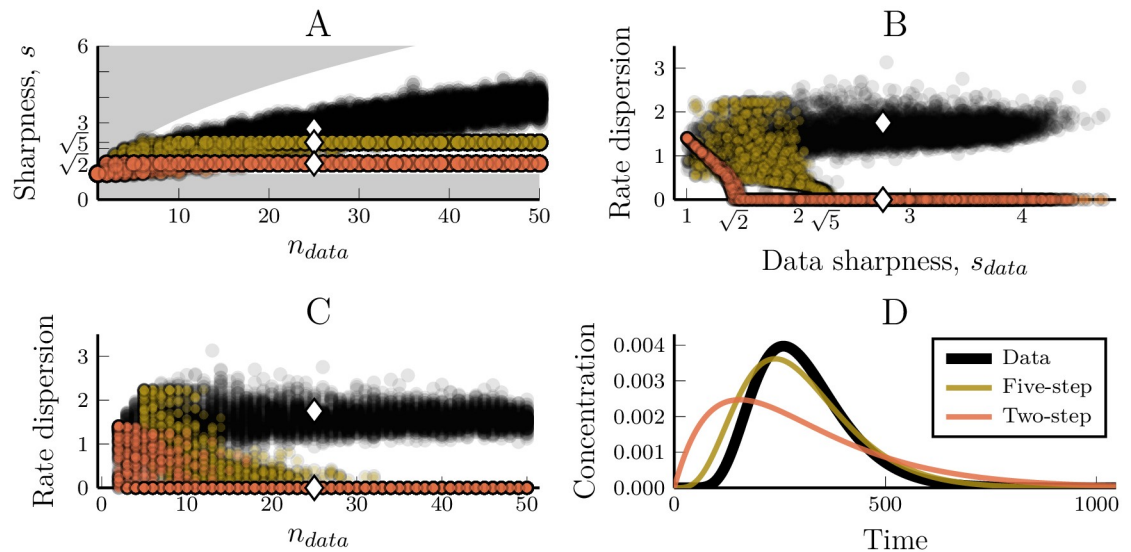 A
Sharpness, s
6
3
√5
√2
0
10
20
30
40
50
n_data
B
Rate dispersion
3
2
1
0
1
√2
2
√5
3
4
Data sharpness, s_data
C
Rate dispersion
3
2
1
0
0
10
20
30
40
50
n_data
D
Concentration
0.004
0.003
0.002
0.001
0.000
0
500
1000
Time
Data
Five-step
Two-step